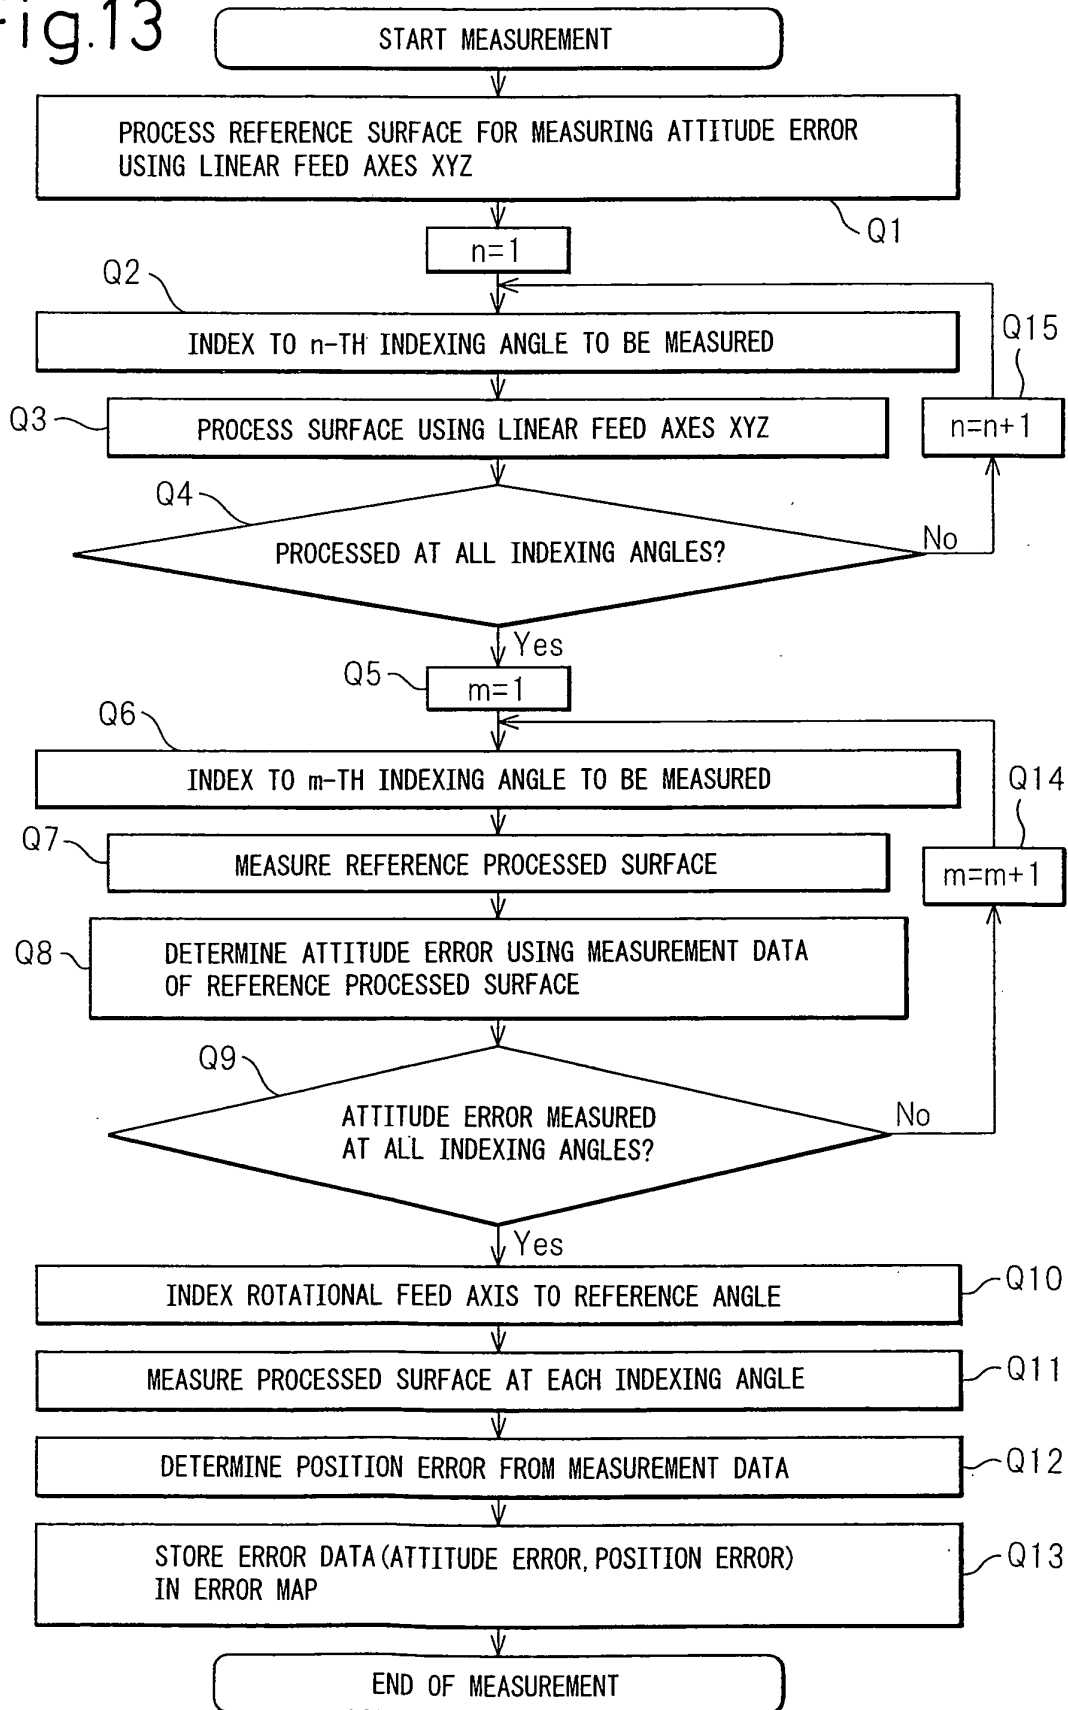 Fig.13
START MEASUREMENT
PROCESS REFERENCE SURFACE FOR MEASURING ATTITUDE ERROR
USING LINEAR FEED AXES XYZ
Q1
n=1
Q2
INDEX TO n-TH INDEXING ANGLE TO BE MEASURED
Q15
Q3
PROCESS SURFACE USING LINEAR FEED AXES XYZ
n=n+1
Q4
PROCESSED AT ALL INDEXING ANGLES?
No
Yes
Q5
m=1
Q6
INDEX TO m-TH INDEXING ANGLE TO BE MEASURED
Q14
Q7
MEASURE REFERENCE PROCESSED SURFACE
m=m+1
Q8
DETERMINE ATTITUDE ERROR USING MEASUREMENT DATA
OF REFERENCE PROCESSED SURFACE
Q9
ATTITUDE ERROR MEASURED
AT ALL INDEXING ANGLES?
No
Yes
INDEX ROTATIONAL FEED AXIS TO REFERENCE ANGLE
Q10
MEASURE PROCESSED SURFACE AT EACH INDEXING ANGLE
Q11
DETERMINE POSITION ERROR FROM MEASUREMENT DATA
Q12
STORE ERROR DATA(ATTITUDE ERROR, POSITION ERROR)
IN ERROR MAP
Q13
END OF MEASUREMENT